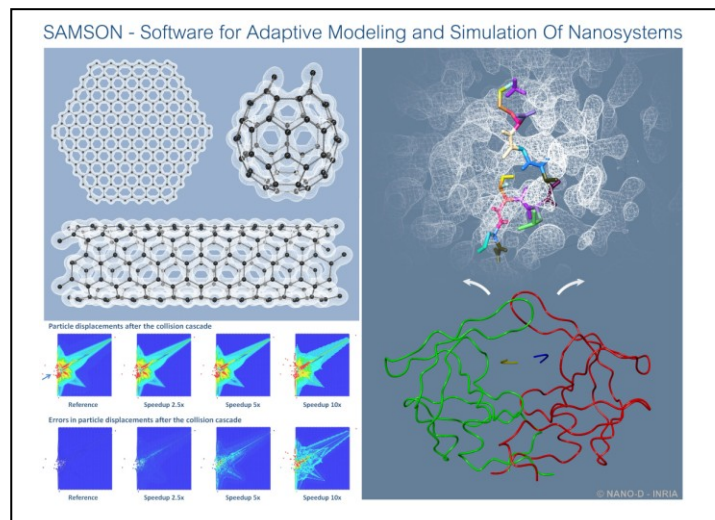 SAMSON - Software for Adaptive Modeling and Simulation Of Nanosystems
Particle displacements after the collision cascade
Reference Speedup 2.5x Speedup 5x Speedup 10x
Errors in particle displacements after the collision cascade
Reference Speedup 2.5x Speedup 5x Speedup 10x
© NANO-D - INRIA